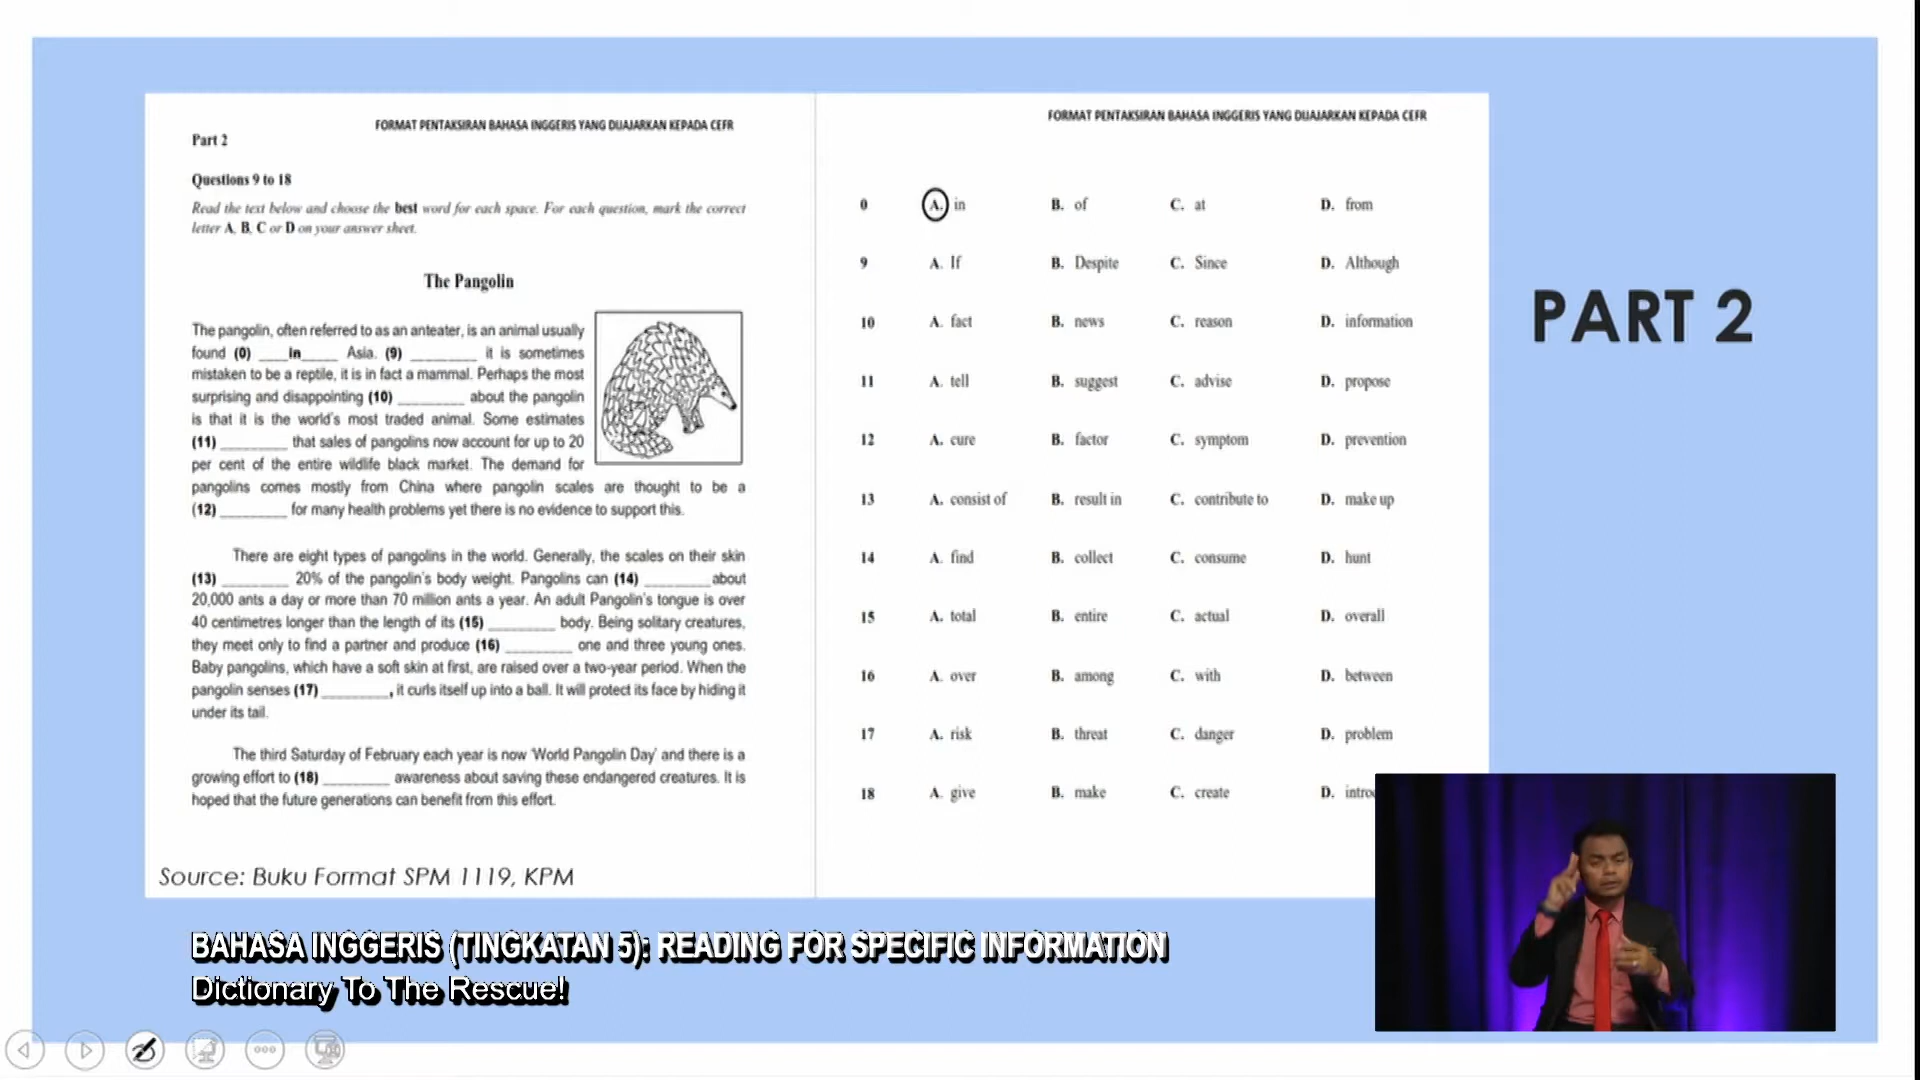 FORMAT PENTAKSIRAN BAHASA INGGERIS YANG DIJAJARKAN KEPADA CEFR
Part 2
Questions 9 to 18
Read the text below and choose the best word for each space. For each question, mark the correct
letter A, B, C or D on your answer sheet.
The Pangolin
The pangolin, often referred to as an anteater, is an animal usually
found (0) ____in_____ Asia. (9) _________ it is sometimes
mistaken to be a reptile, it is in fact a mammal. Perhaps the most
surprising and disappointing (10) _________ about the pangolin
is that it is the world's most traded animal. Some estimates
(11) _________ that sales of pangolins now account for up to 20
per cent of the entire wildlife black market. The demand for
pangolins comes mostly from China where pangolin scales are thought to be a
(12) _________ for many health problems yet there is no evidence to support this.
There are eight types of pangolins in the world. Generally, the scales on their skin
(13) _________ 20% of the pangolin's body weight. Pangolins can (14) _________ about
20,000 ants a day or more than 70 million ants a year. An adult Pangolin's tongue is over
40 centimetres longer than the length of its (15) _________ body. Being solitary creatures,
they meet only to find a partner and produce (16) _________ one and three young ones.
Baby pangolins, which have a soft skin at first, are raised over a two-year period. When the
pangolin senses (17) _________, it curls itself up into a ball. It will protect its face by hiding it
under its tail.
The third Saturday of February each year is now 'World Pangolin Day' and there is a
growing effort to (18) _________ awareness about saving these endangered creatures. It is
hoped that the future generations can benefit from this effort.
Source: Buku Format SPM 1119, KPM
FORMAT PENTAKSIRAN BAHASA INGGERIS YANG DIJAJARKAN KEPADA CEFR
0 A. in B. of C. at D. from
9 A. If B. Despite C. Since D. Although
10 A. fact B. news C. reason D. information
11 A. tell B. suggest C. advise D. propose
12 A. cure B. factor C. symptom D. prevention
13 A. consist of B. result in C. contribute to D. make up
14 A. find B. collect C. consume D. hunt
15 A. total B. entire C. actual D. overall
16 A. over B. among C. with D. between
17 A. risk B. threat C. danger D. problem
18 A. give B. make C. create D.
PART 2
BAHASA INGGERIS (TINGKATAN 5): READING FOR SPECIFIC INFORMATION
Dictionary To The Rescue!